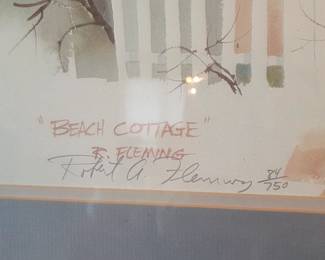 "BEACH COTTAGE"
R. FLEMING
Robert A. Fleming 84/750